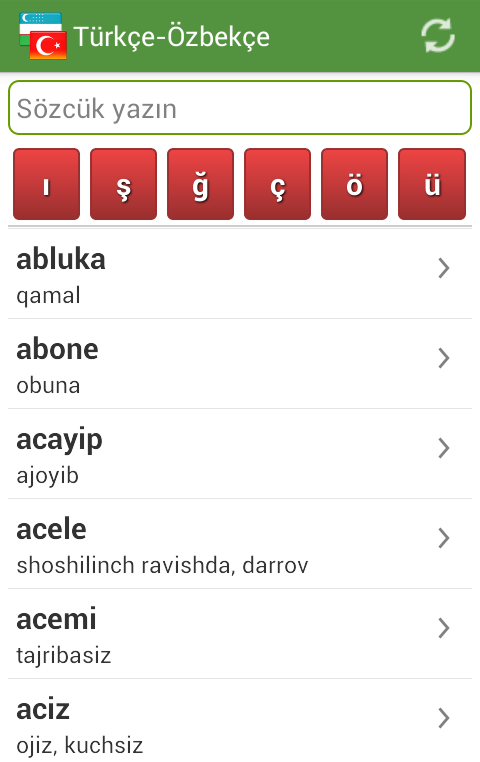 Türkçe-Özbekçe
Sözcük yazın
ı ş ğ ç ö ü
abluka
qamal
abone
obuna
acayip
ajoyib
acele
shoshilinch ravishda, darrov
acemi
tajribasiz
aciz
ojiz, kuchsiz